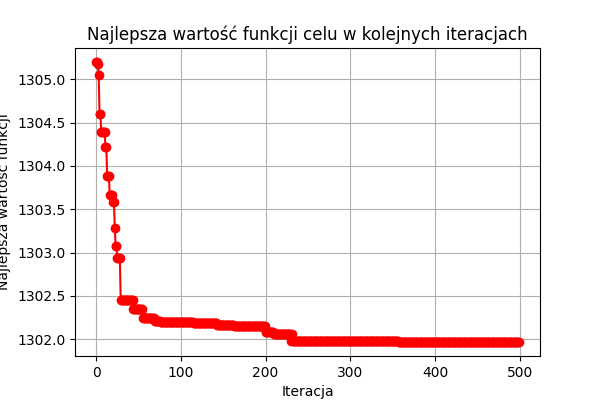 Najlepsza wartość funkcji celu w kolejnych iteracjach
Najlepsza wartość funkcji
1305.0
1304.5
1304.0
1303.5
1303.0
1302.5
1302.0
0 100 200 300 400 500
Iteracja